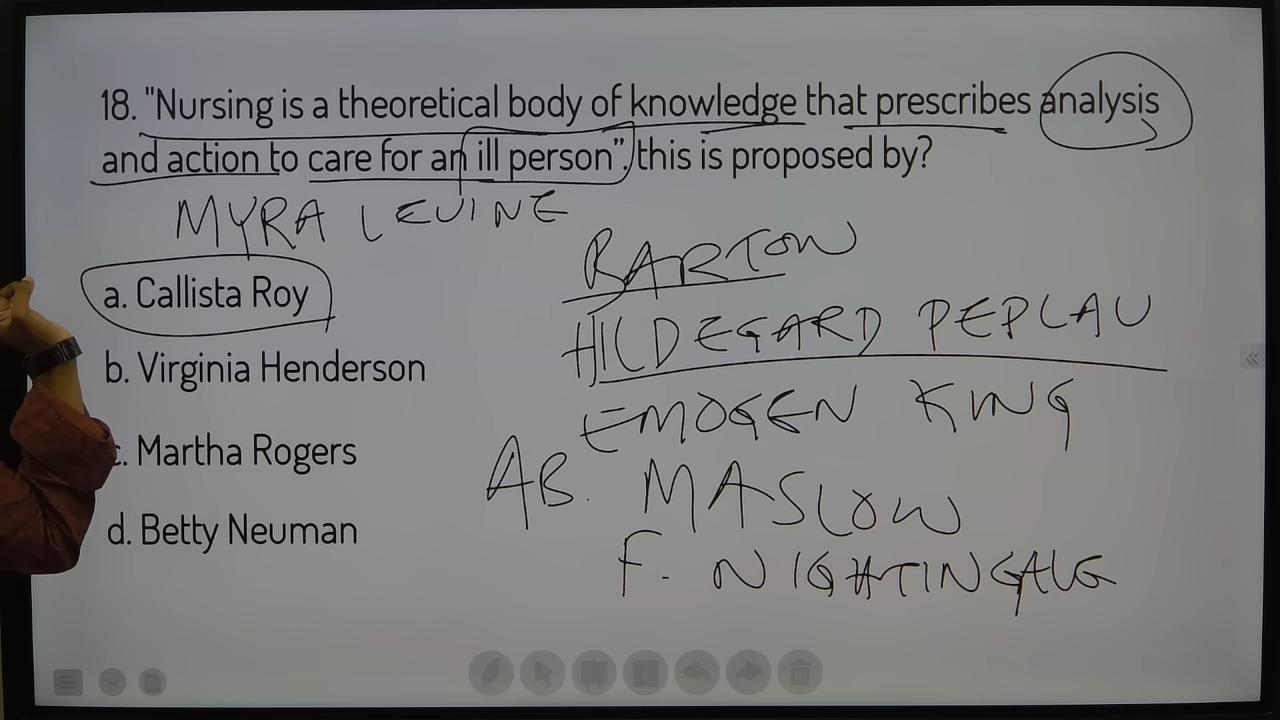 18. "Nursing is a theoretical body of knowledge that prescribes analysis
and action to care for an ill person". this is proposed by?
MYRA LEVINE
BARTON
a. Callista Roy
HILDEGARD PEPLAU
b. Virginia Henderson
EMOGEN KING
c. Martha Rogers
AB. MASLOW
d. Betty Neuman
F. NIGHTINGALE